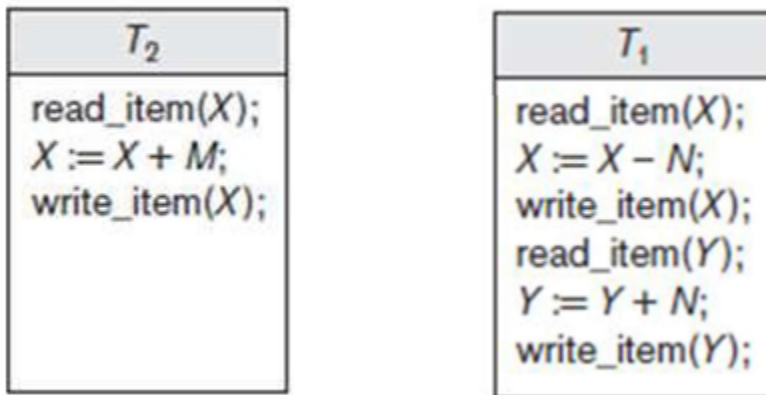 T₂
read_item(X);
X := X + M;
write_item(X);
T₁
read_item(X);
X := X – N;
write_item(X);
read_item(Y);
Y := Y + N;
write_item(Y);